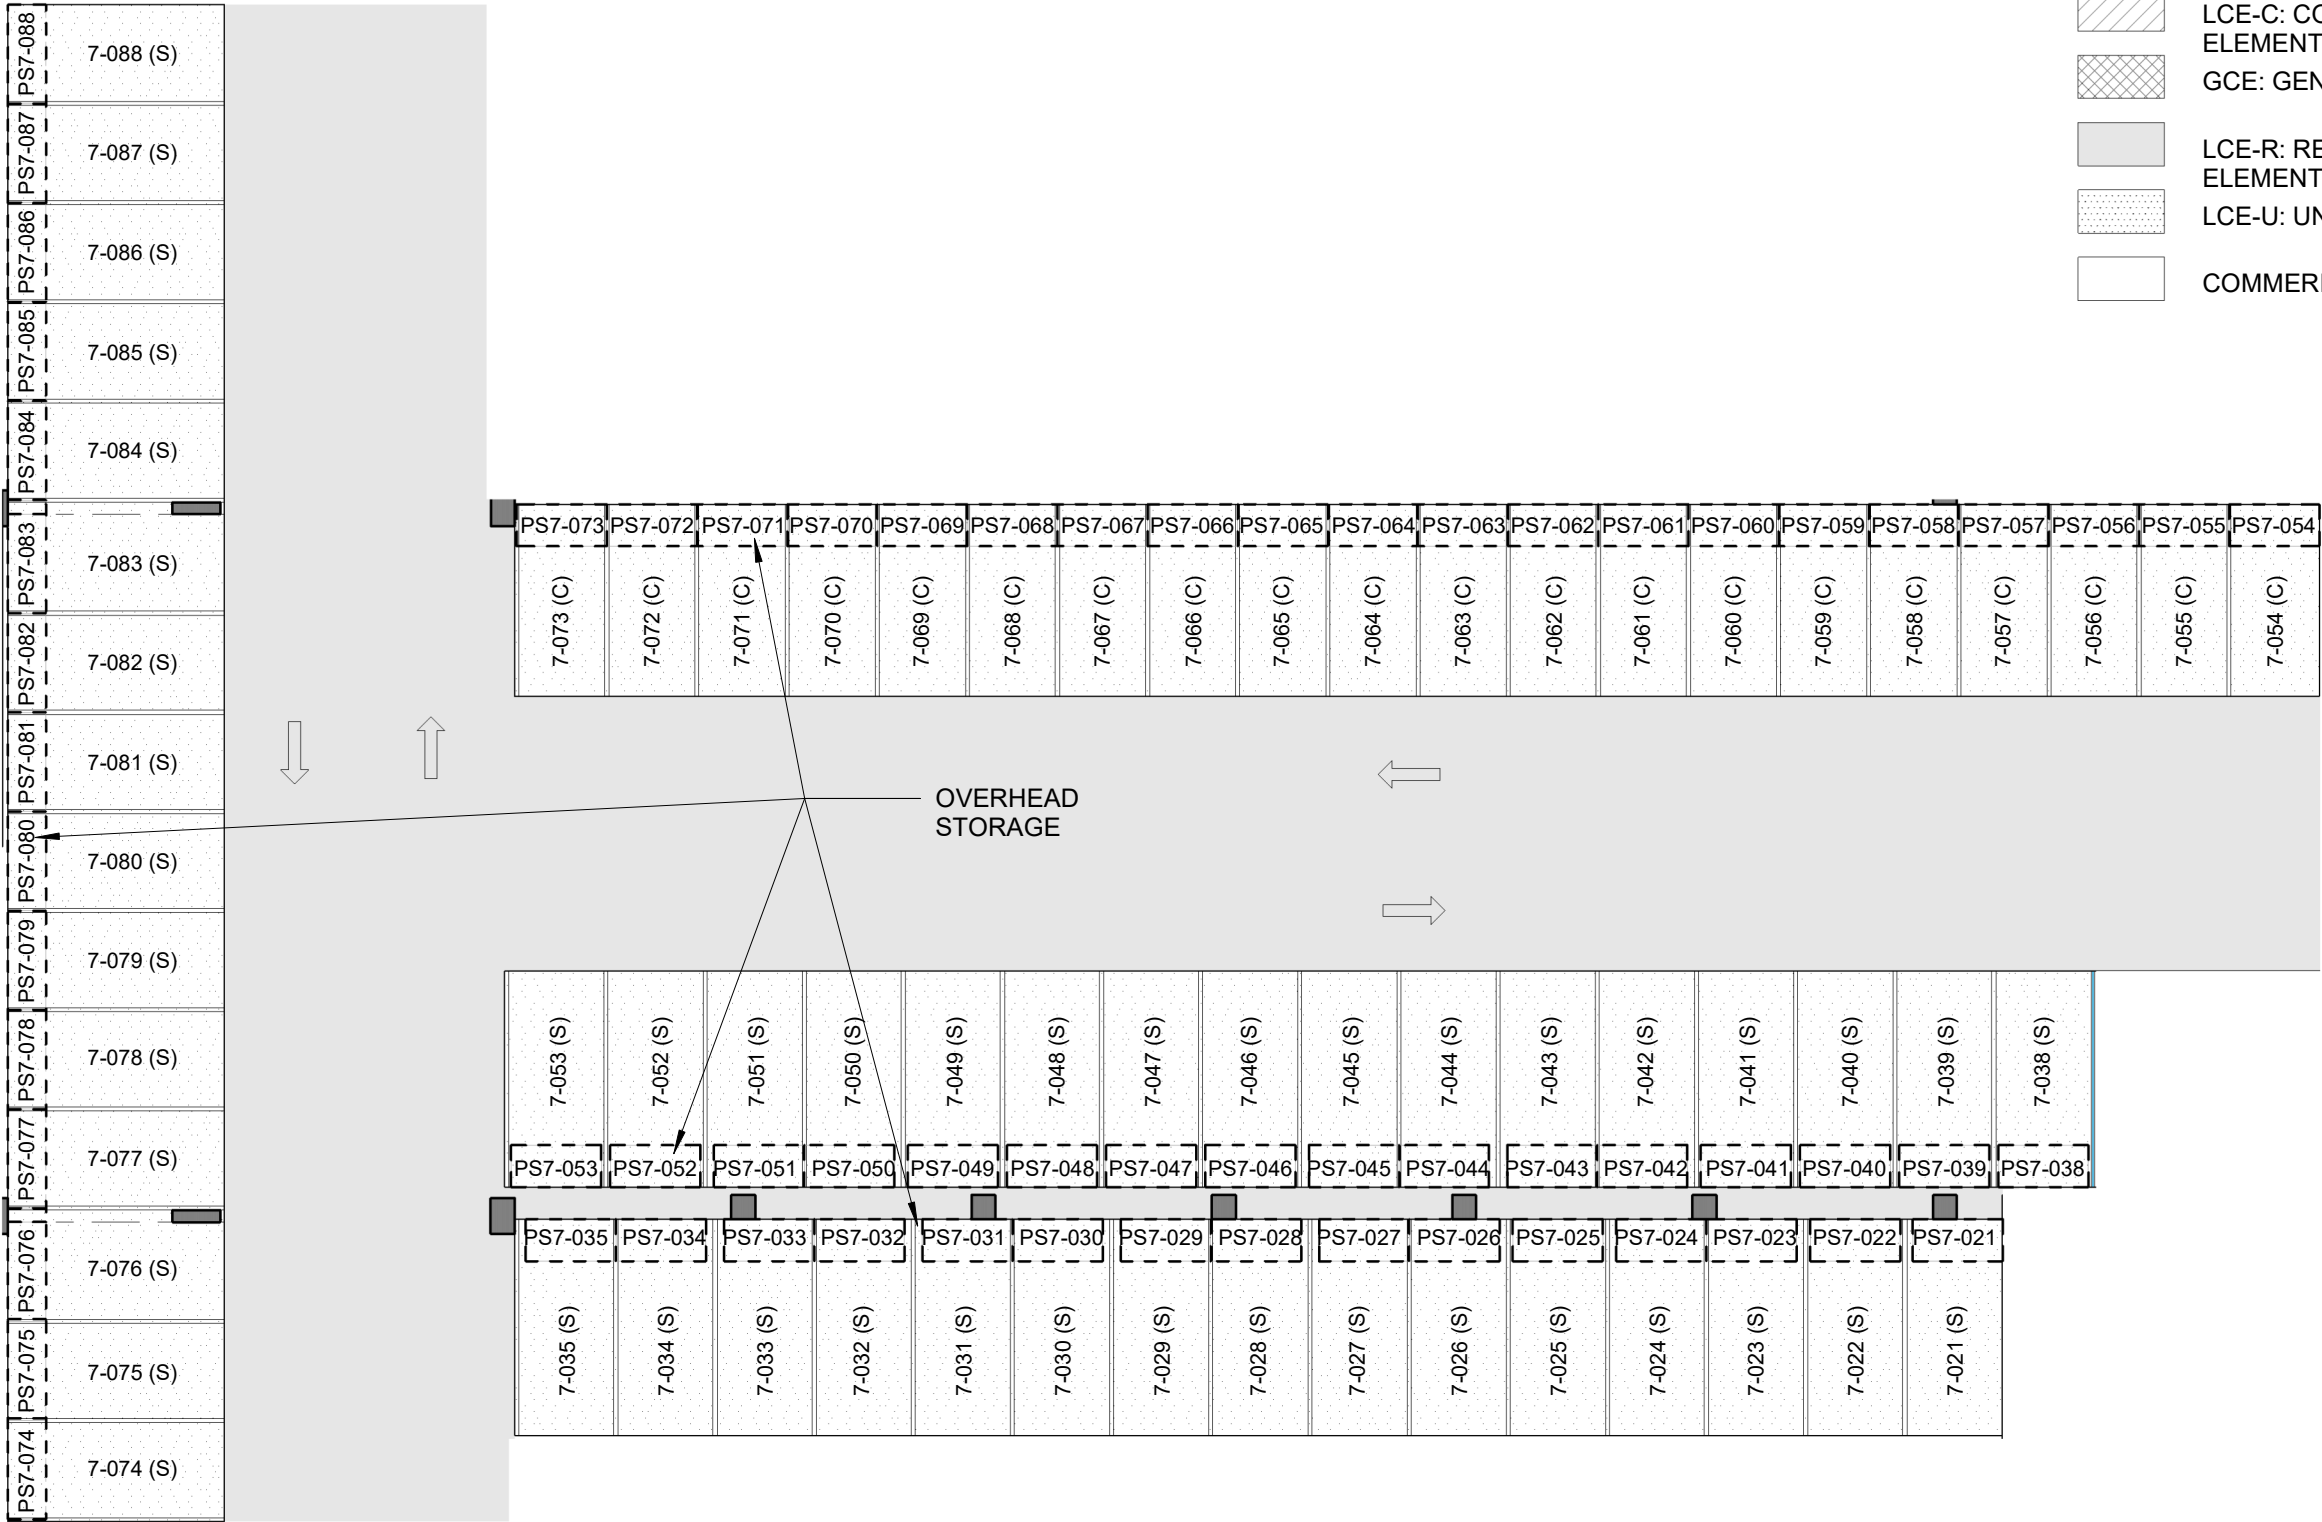 LCE-C: CO
ELEMENT
GCE: GEN
LCE-R: RE
ELEMENT
LCE-U: UN
COMMER
PS7-088 7-088 (S)
PS7-087 7-087 (S)
PS7-086 7-086 (S)
PS7-085 7-085 (S)
PS7-084 7-084 (S)
PS7-083 7-083 (S)
PS7-082 7-082 (S)
PS7-081 7-081 (S)
PS7-080 7-080 (S)
PS7-079 7-079 (S)
PS7-078 7-078 (S)
PS7-077 7-077 (S)
PS7-076 7-076 (S)
PS7-075 7-075 (S)
PS7-074 7-074 (S)
PS7-073 PS7-072 PS7-071 PS7-070 PS7-069 PS7-068 PS7-067 PS7-066 PS7-065 PS7-064 PS7-063 PS7-062 PS7-061 PS7-060 PS7-059 PS7-058 PS7-057 PS7-056 PS7-055 PS7-054
7-073 (C)
7-072 (C)
7-071 (C)
7-070 (C)
7-069 (C)
7-068 (C)
7-067 (C)
7-066 (C)
7-065 (C)
7-064 (C)
7-063 (C)
7-062 (C)
7-061 (C)
7-060 (C)
7-059 (C)
7-058 (C)
7-057 (C)
7-056 (C)
7-055 (C)
7-054 (C)
OVERHEAD
STORAGE
7-053 (S)
7-052 (S)
7-051 (S)
7-050 (S)
7-049 (S)
7-048 (S)
7-047 (S)
7-046 (S)
7-045 (S)
7-044 (S)
7-043 (S)
7-042 (S)
7-041 (S)
7-040 (S)
7-039 (S)
7-038 (S)
PS7-053 PS7-052 PS7-051 PS7-050 PS7-049 PS7-048 PS7-047 PS7-046 PS7-045 PS7-044 PS7-043 PS7-042 PS7-041 PS7-040 PS7-039 PS7-038
PS7-035 PS7-034 PS7-033 PS7-032 PS7-031 PS7-030 PS7-029 PS7-028 PS7-027 PS7-026 PS7-025 PS7-024 PS7-023 PS7-022 PS7-021
7-035 (S)
7-034 (S)
7-033 (S)
7-032 (S)
7-031 (S)
7-030 (S)
7-029 (S)
7-028 (S)
7-027 (S)
7-026 (S)
7-025 (S)
7-024 (S)
7-023 (S)
7-022 (S)
7-021 (S)